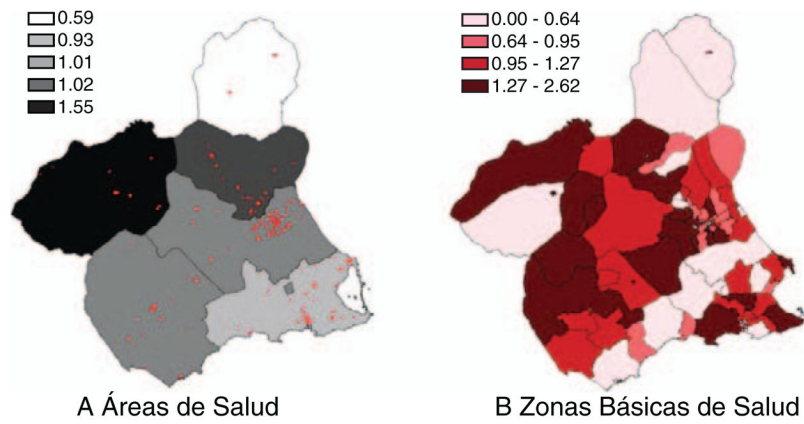 0.59
0.93
1.01
1.02
1.55
A Áreas de Salud
0.00 - 0.64
0.64 - 0.95
0.95 - 1.27
1.27 - 2.62
B Zonas Básicas de Salud